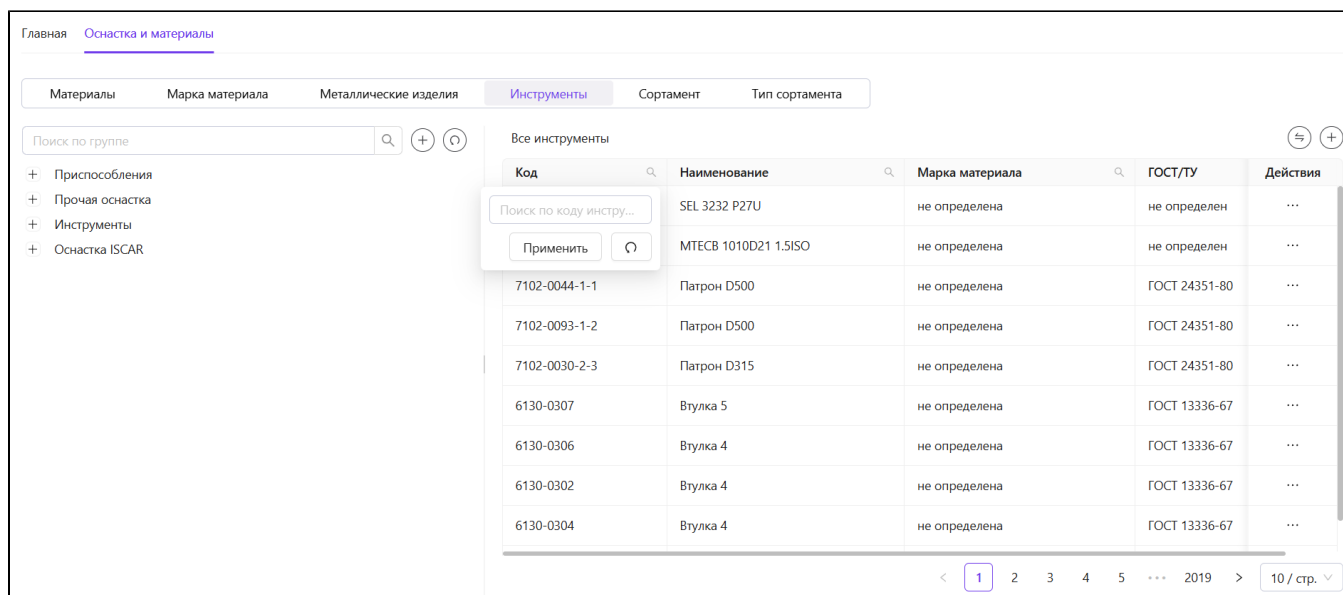 Главная Оснастка и материалы
Материалы Марка материала Металлические изделия Инструменты Сортамент Тип сортамента
Поиск по группе
Приспособления
Прочая оснастка
Инструменты
Оснастка ISCAR
Все инструменты
Код Наименование Марка материала ГОСТ/ТУ Действия
Поиск по коду инстру...
Применить
SEL 3232 P27U не определена не определен ...
MTECB 1010D21 1.5ISO не определена не определен ...
7102-0044-1-1 Патрон D500 не определена ГОСТ 24351-80 ...
7102-0093-1-2 Патрон D500 не определена ГОСТ 24351-80 ...
7102-0030-2-3 Патрон D315 не определена ГОСТ 24351-80 ...
6130-0307 Втулка 5 не определена ГОСТ 13336-67 ...
6130-0306 Втулка 4 не определена ГОСТ 13336-67 ...
6130-0302 Втулка 4 не определена ГОСТ 13336-67 ...
6130-0304 Втулка 4 не определена ГОСТ 13336-67 ...
< 1 2 3 4 5 ••• 2019 > 10 / стр.